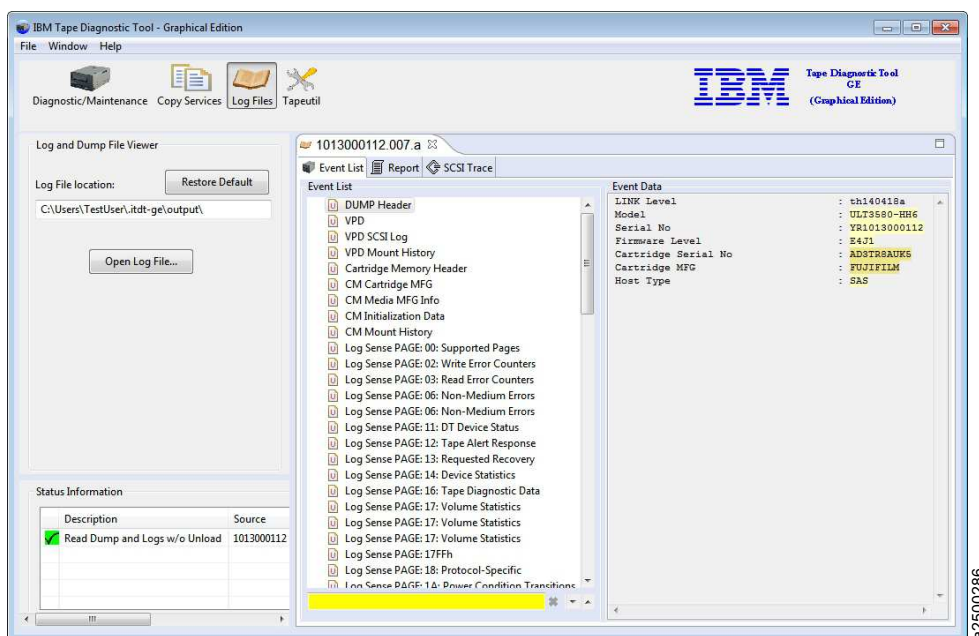 IBM Tape Diagnostic Tool - Graphical Edition
File Window Help
Diagnostic/Maintenance Copy Services Log Files Tapeutil
IBM
Tape Diagnostic Tool
GE
(Graphical Edition)
Log and Dump File Viewer
Log File location:
Restore Default
C:\Users\TestUser\.itdt-ge\output\
Open Log File...
Status Information
Description Source
Read Dump and Logs w/o Unload 1013000112
1013000112.007.a
Event List Report SCSI Trace
Event List
DUMP Header
VPD
VPD SCSI Log
VPD Mount History
Cartridge Memory Header
CM Cartridge MFG
CM Media MFG Info
CM Initialization Data
CM Mount History
Log Sense PAGE: 00: Supported Pages
Log Sense PAGE: 02: Write Error Counters
Log Sense PAGE: 03: Read Error Counters
Log Sense PAGE: 06: Non-Medium Errors
Log Sense PAGE: 06: Non-Medium Errors
Log Sense PAGE: 11: DT Device Status
Log Sense PAGE: 12: Tape Alert Response
Log Sense PAGE: 13: Requested Recovery
Log Sense PAGE: 14: Device Statistics
Log Sense PAGE: 16: Tape Diagnostic Data
Log Sense PAGE: 17: Volume Statistics
Log Sense PAGE: 17: Volume Statistics
Log Sense PAGE: 17: Volume Statistics
Log Sense PAGE: 17FFh
Log Sense PAGE: 18: Protocol-Specific
Log Sense PAGE: 1A: Power Condition Transitions
Event Data
LINK Level : th140418a
Model : ULT3580-HH6
Serial No : YR1013000112
Firmware Level : E4J1
Cartridge Serial No : AD3TR8AUK5
Cartridge MFG : FUJIFILM
Host Type : SAS